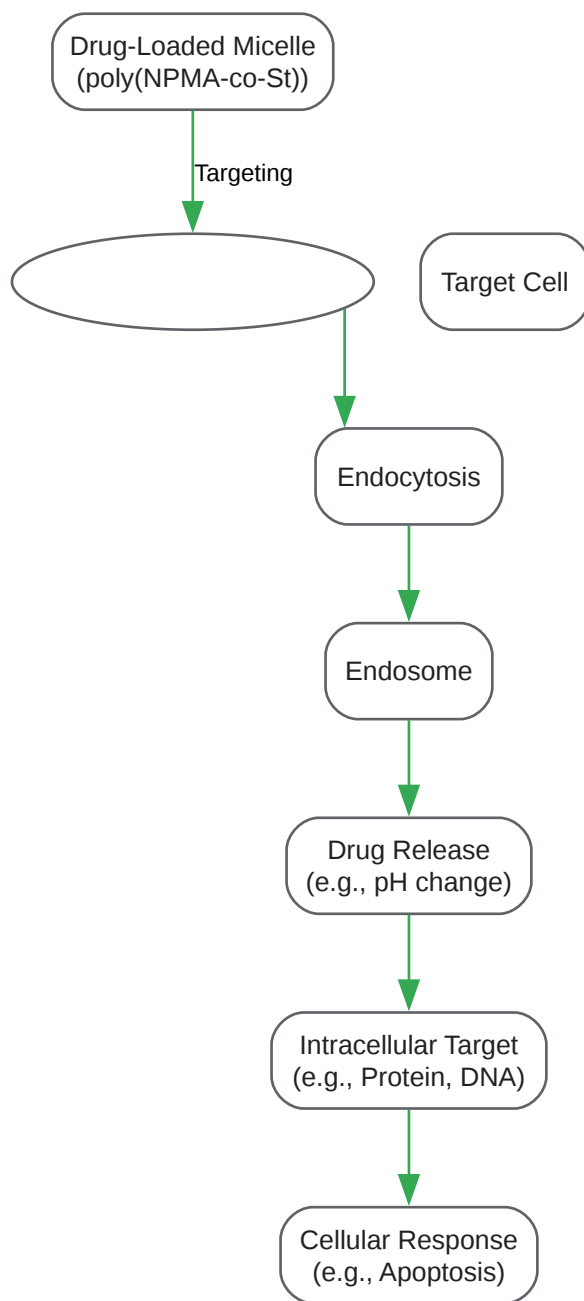 Drug-Loaded Micelle
(poly(NPMA-co-St))
Targeting
Target Cell
Endocytosis
Endosome
Drug Release
(e.g., pH change)
Intracellular Target
(e.g., Protein, DNA)
Cellular Response
(e.g., Apoptosis)